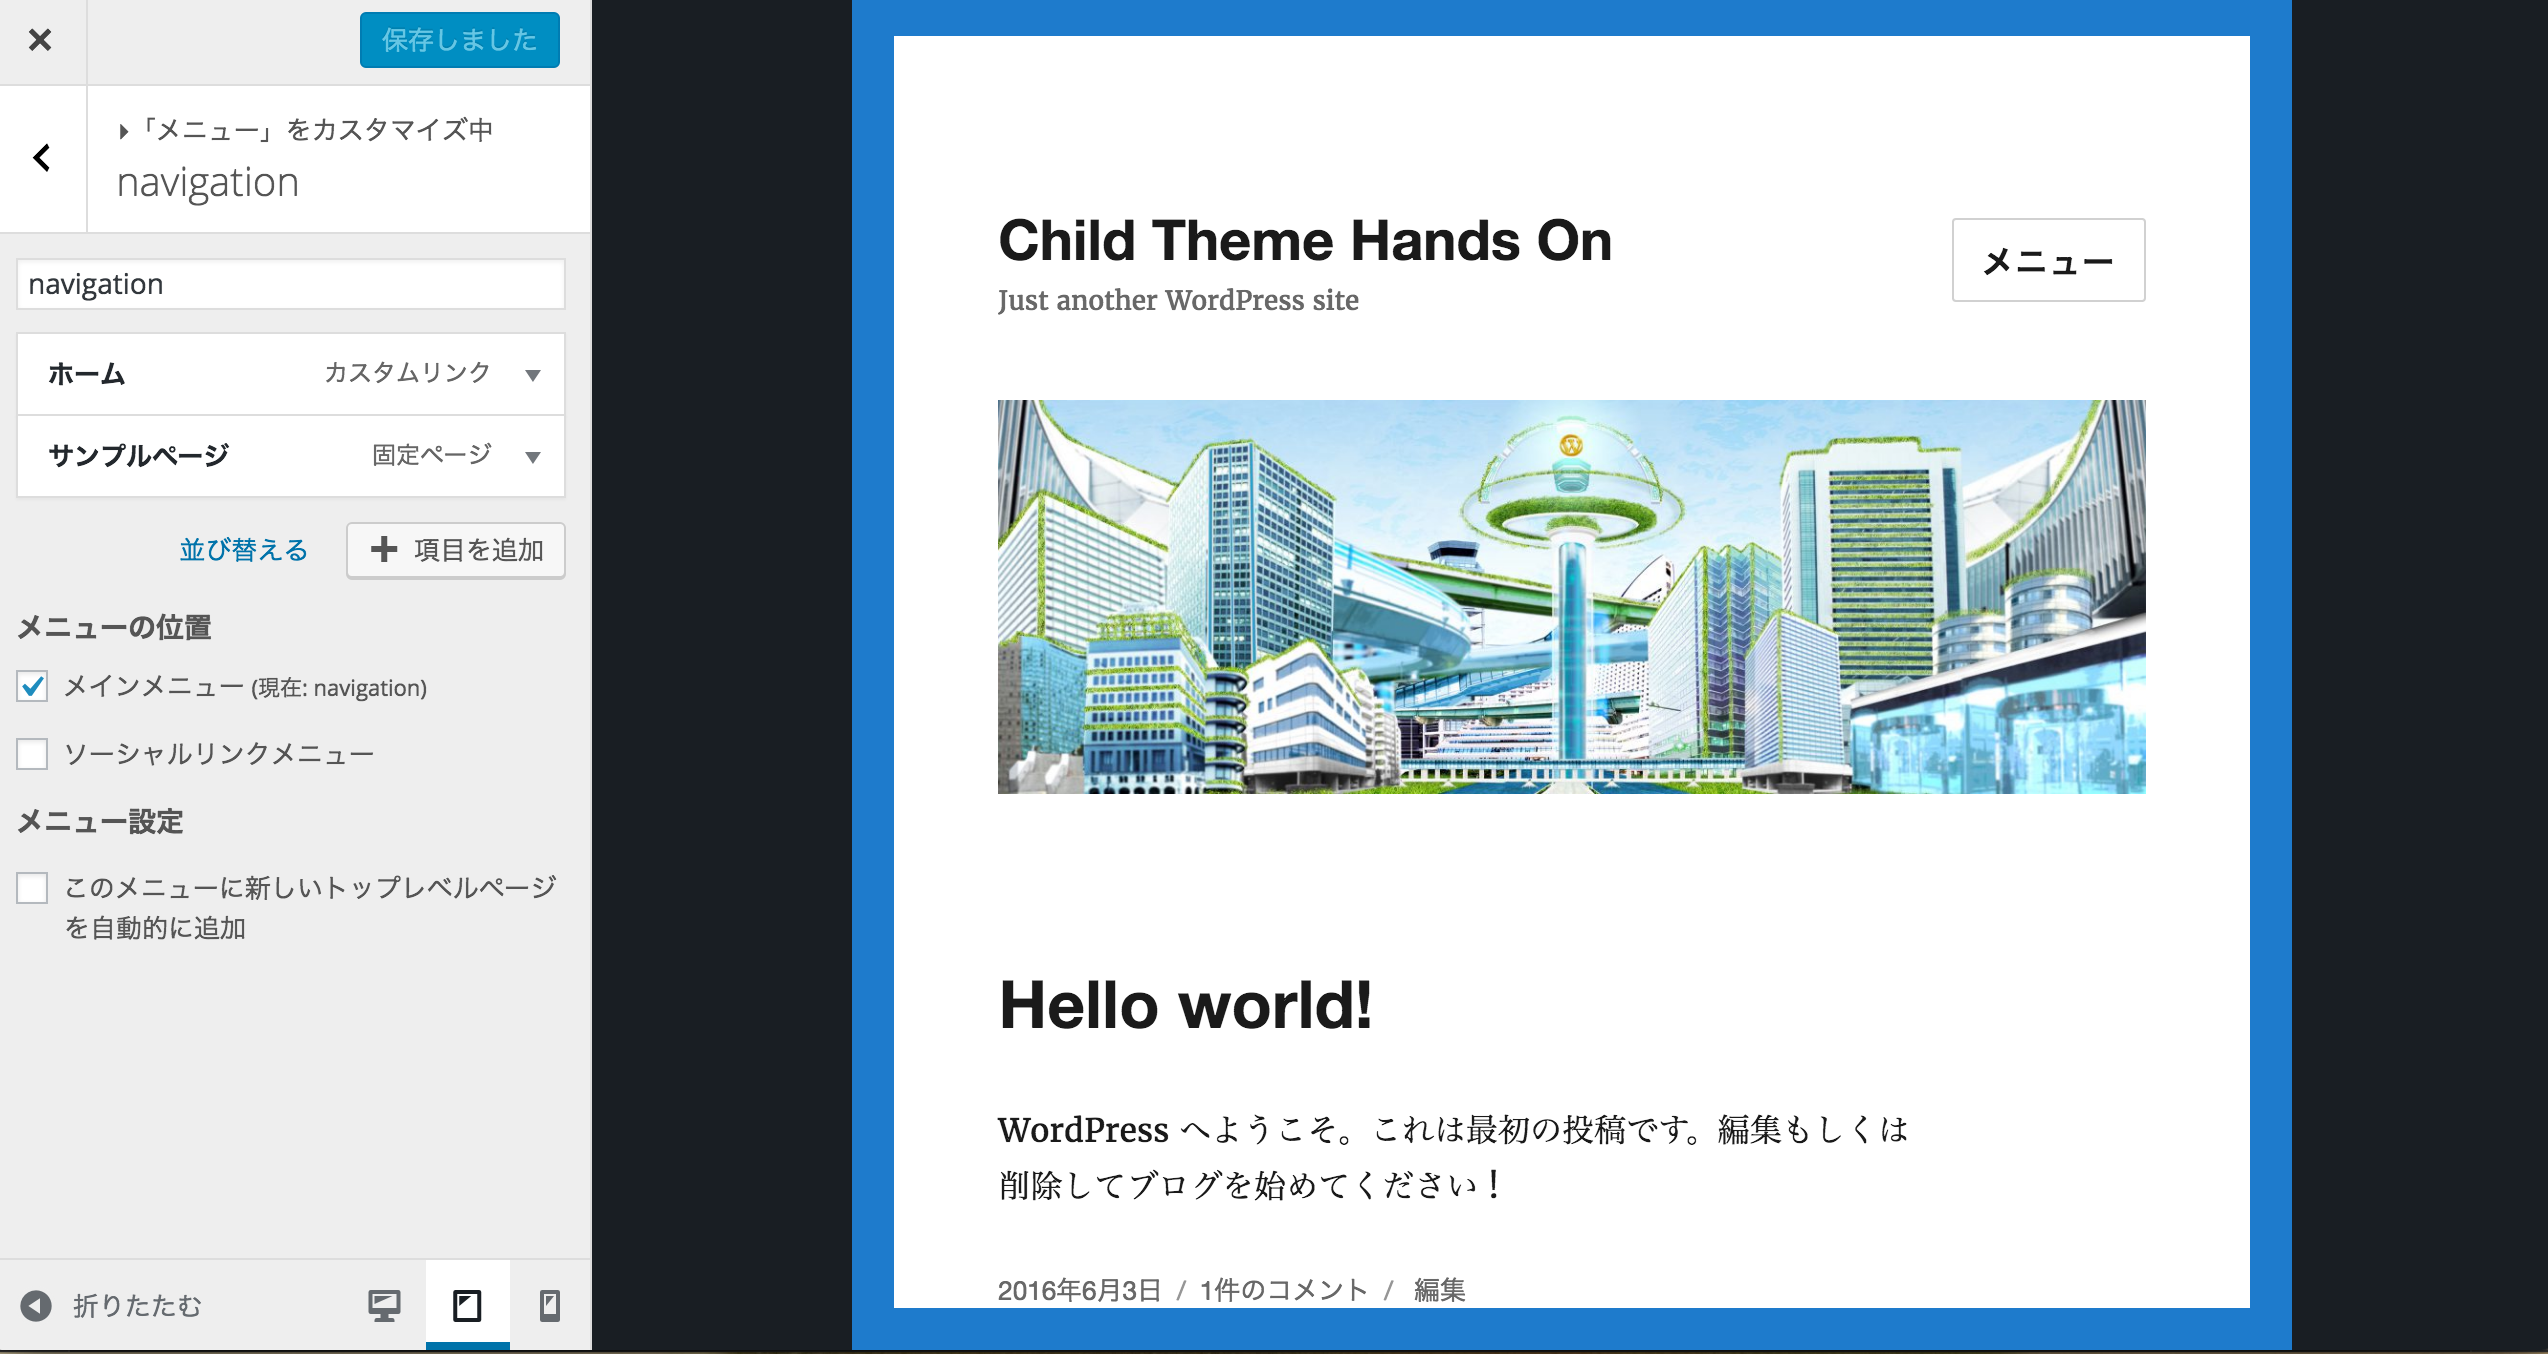 保存しました
「メニュー」をカスタマイズ中
navigation
navigation
ホーム カスタムリンク
サンプルページ 固定ページ
並び替える 項目を追加
メニューの位置
メインメニュー (現在: navigation)
ソーシャルリンクメニュー
メニュー設定
このメニューに新しいトップレベルページ
を自動的に追加
折りたたむ
Child Theme Hands On
メニュー
Just another WordPress site
Hello world!
WordPress へようこそ。これは最初の投稿です。編集もしくは
削除してブログを始めてください！
2016年6月3日 / 1件のコメント / 編集